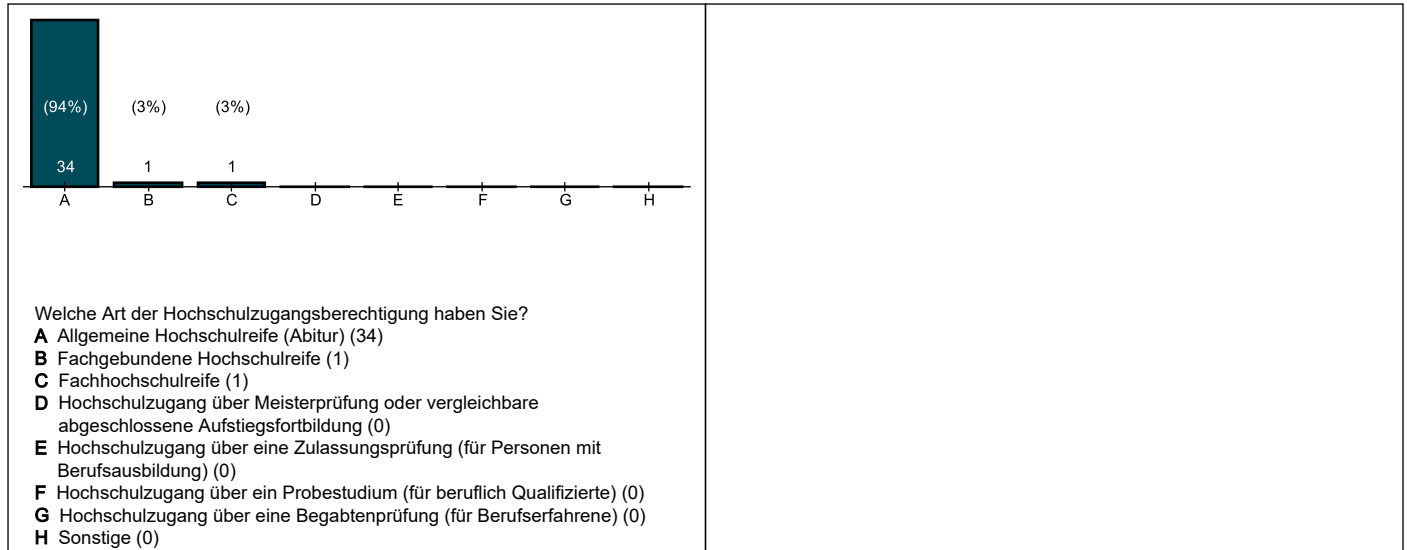 (94%) (3%) (3%)
34 1 1
A B C D E F G H
Welche Art der Hochschulzugangsberechtigung haben Sie?
A Allgemeine Hochschulreife (Abitur) (34)
B Fachgebundene Hochschulreife (1)
C Fachhochschulreife (1)
D Hochschulzugang über Meisterprüfung oder vergleichbare
abgeschlossene Aufstiegsfortbildung (0)
E Hochschulzugang über eine Zulassungsprüfung (für Personen mit
Berufsausbildung) (0)
F Hochschulzugang über ein Probestudium (für beruflich Qualifizierte) (0)
G Hochschulzugang über eine Begabtenprüfung (für Berufserfahrene) (0)
H Sonstige (0)